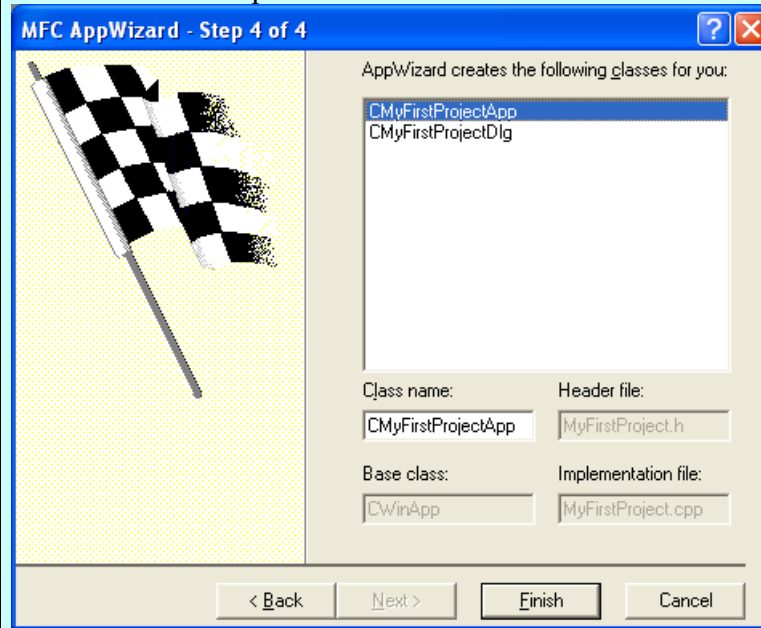 MFC AppWizard - Step 4 of 4
AppWizard creates the following classes for you:
CMyFirstProjectApp
CMyFirstProjectDlg
Class name:
Header file:
CMyFirstProjectApp
MyFirstProject.h
Base class:
Implementation file:
CWinApp
MyFirstProject.cpp
< Back
Next >
Finish
Cancel